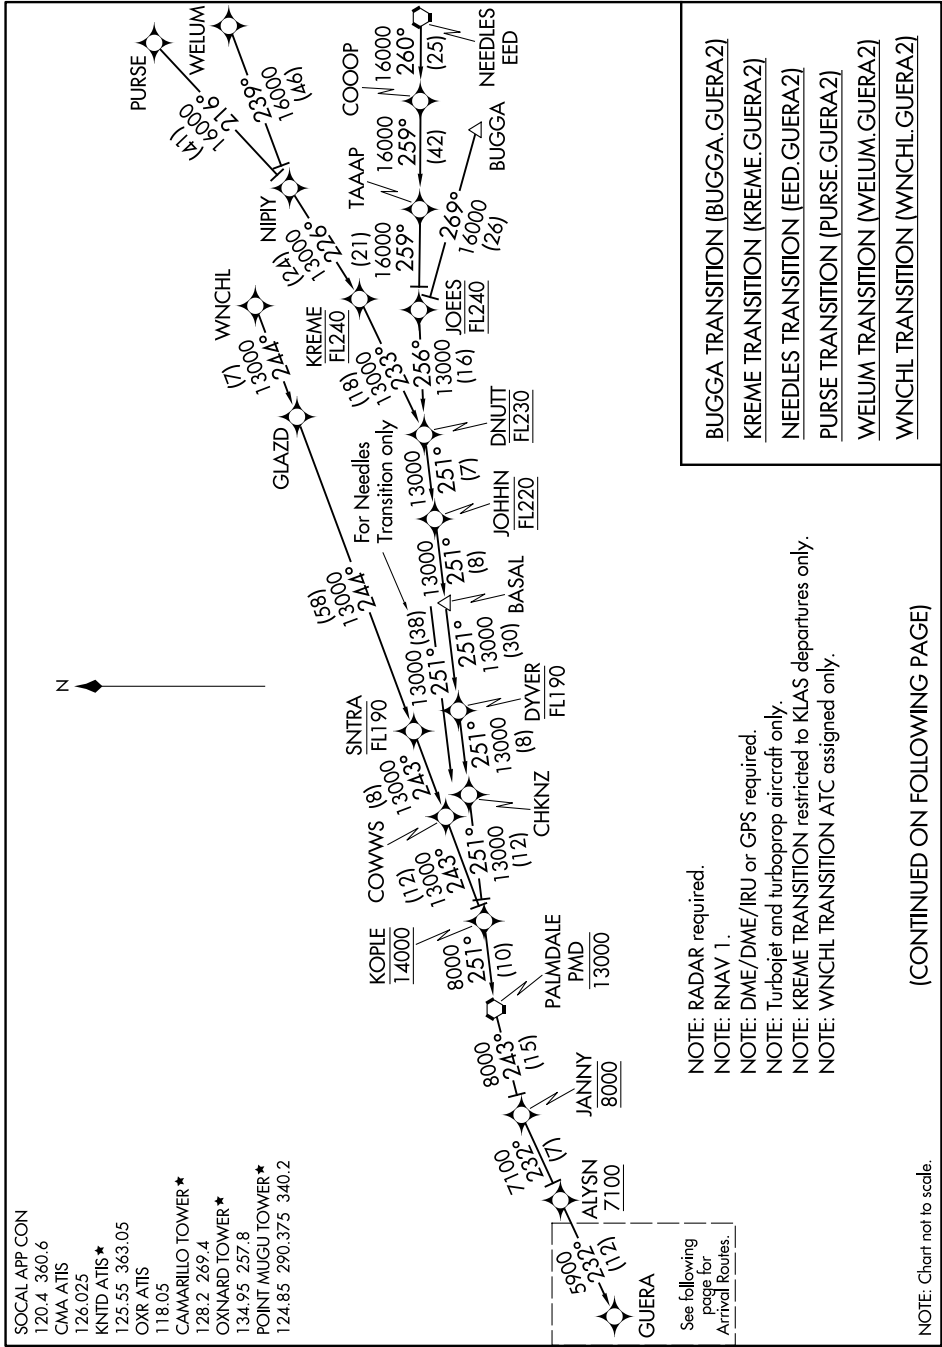 SOCAL APP CON
120.4 360.6
CMA ATIS
126.025
KNTD ATIS★
125.55 363.05
OXR ATIS
118.05
CAMARILLO TOWER★
128.2 269.4
OXNARD TOWER★
134.95 257.8
POINT MUGU TOWER★
124.85 290.375 340.2
N
PURSE
WELUM
216°
16000
(41)
239°
16000
(46)
NIPIY
(24)
13000
226°
WNCHL
(7)
13000
244°
GLAZD
(58)
13000
244°
SNTRA
FL190
(8)
13000
243°
COWWS
(12)
13000
243°
KREME
FL240
(18)
13000
233°
NEEDLES
EED
16000
260°
(25)
COOOP
16000
259°
(42)
TAAAP
(21)
16000
259°
BUGGA
269°
16000
(26)
JOEES
FL240
256°
13000
(16)
DNUTT
FL230
13000
251°
(7)
JOHHN
FL220
13000
251°
(8)
BASAL
For Needles
Transition only
13000 (38)
251°
251°
13000
(30)
DYVER
FL190
251°
13000
(8)
CHKNZ
251°
13000
(12)
KOPLE
14000
8000
251°
(10)
PALMDALE
PMD
13000
8000
243°
(15)
JANNY
8000
7100
232°
(7)
ALYSN
7100
5900
232°
(12)
GUERA
See following
page for
Arrival Routes.
BUGGA TRANSITION (BUGGA.GUERA2)
KREME TRANSITION (KREME.GUERA2)
NEEDLES TRANSITION (EED.GUERA2)
PURSE TRANSITION (PURSE.GUERA2)
WELUM TRANSITION (WELUM.GUERA2)
WNCHL TRANSITION (WNCHL.GUERA2)
NOTE: RADAR required.
NOTE: RNAV 1.
NOTE: DME/DME/IRU or GPS required.
NOTE: Turbojet and turboprop aircraft only.
NOTE: KREME TRANSITION restricted to KLAS departures only.
NOTE: WNCHL TRANSITION ATC assigned only.
(CONTINUED ON FOLLOWING PAGE)
NOTE: Chart not to scale.